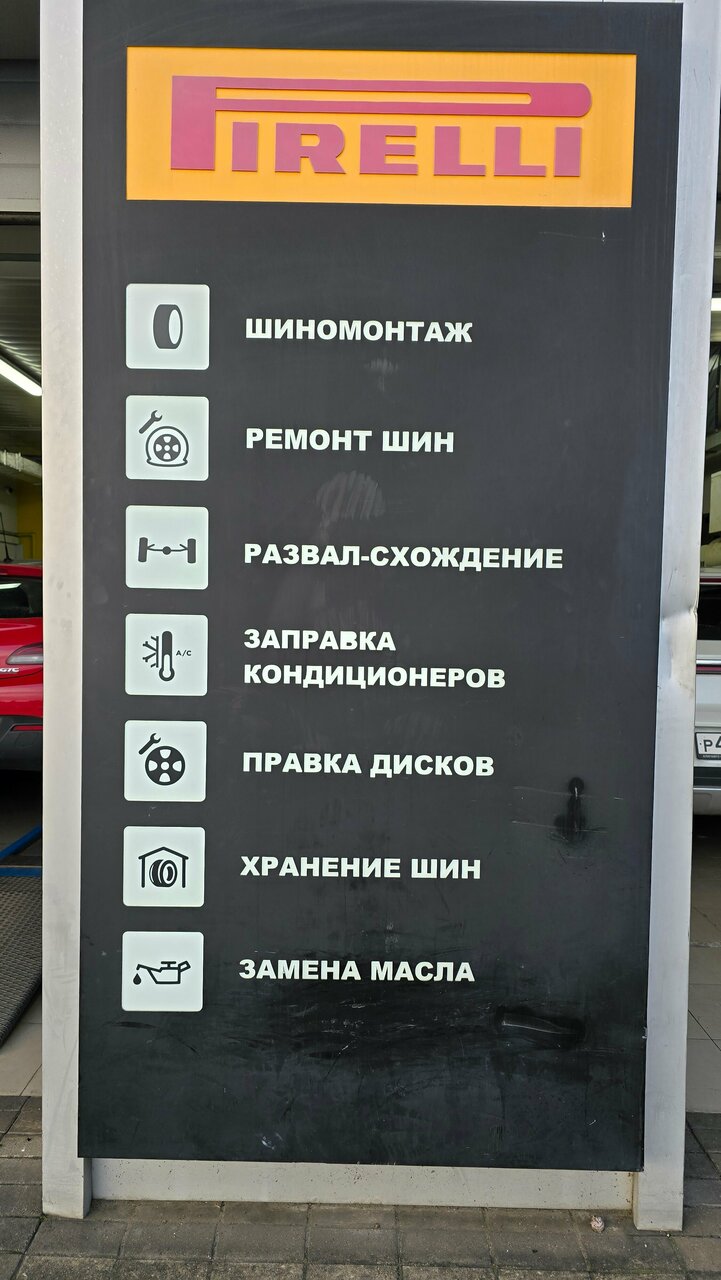 PIRELLI
ШИНОМОНТАЖ
РЕМОНТ ШИН
РАЗВАЛ-СХОЖДЕНИЕ
A/C
ЗАПРАВКА
КОНДИЦИОНЕРОВ
ПРАВКА ДИСКОВ
ХРАНЕНИЕ ШИН
ЗАМЕНА МАСЛА